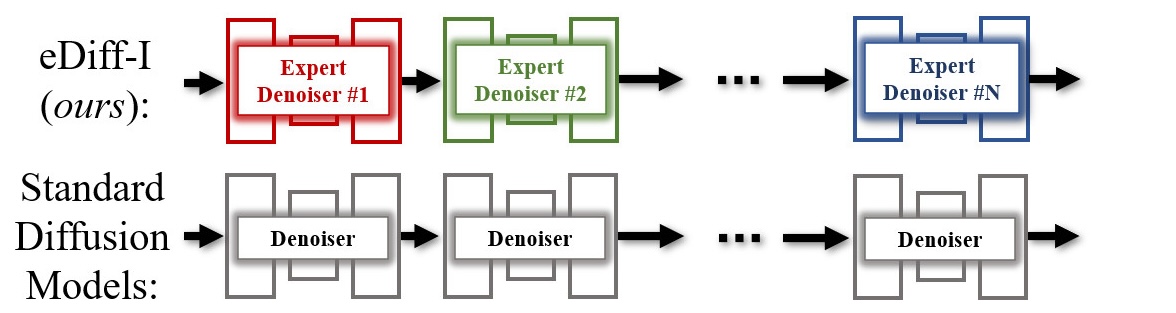 eDiff-I
(ours):
Expert
Denoiser #1
Expert
Denoiser #2
...
Expert
Denoiser #N
Standard
Diffusion
Models:
Denoiser
Denoiser
...
Denoiser